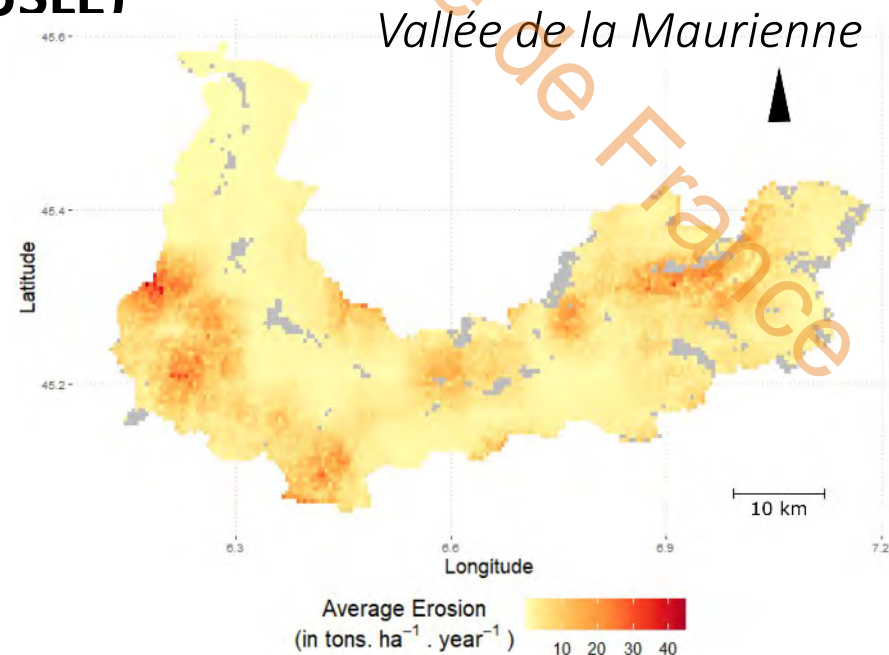 Vallée de la Maurienne
de France
45.6
45.4
45.2
Latitude
10 km
6.3 6.6 6.9 7.2
Longitude
Average Erosion
(in tons. ha⁻¹ . year⁻¹ )
10 20 30 40